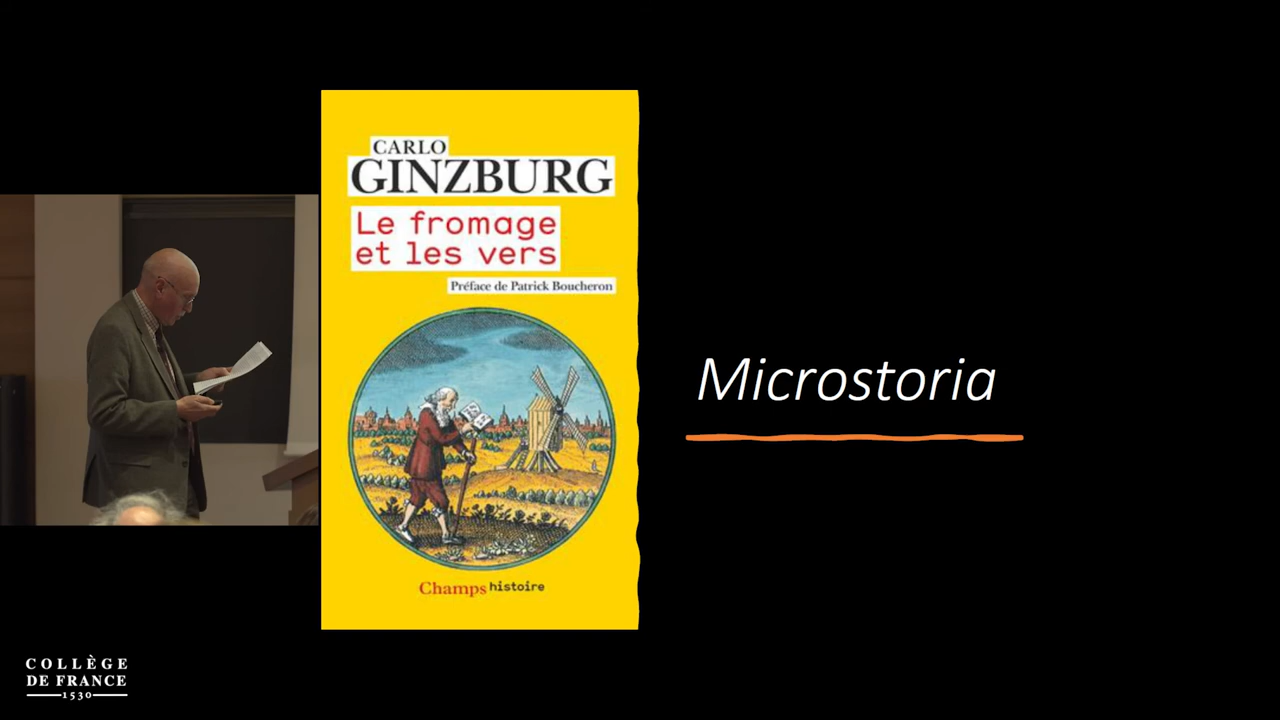 CARLO
GINZBURG
Le fromage
et les vers
Préface de Patrick Boucheron
Champs histoire
Microstoria
COLLÈGE
DE FRANCE
1530